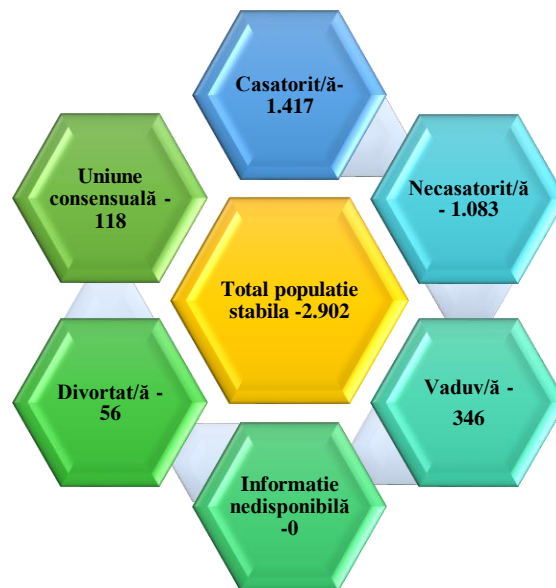 Casatorit/ă-
1.417
Necasatorit/ă
- 1.083
Vaduv/ă -
346
Informatie
nedisponibilă
-0
Divortat/ă -
56
Uniune
consensuală -
118
Total populatie
stabila -2.902